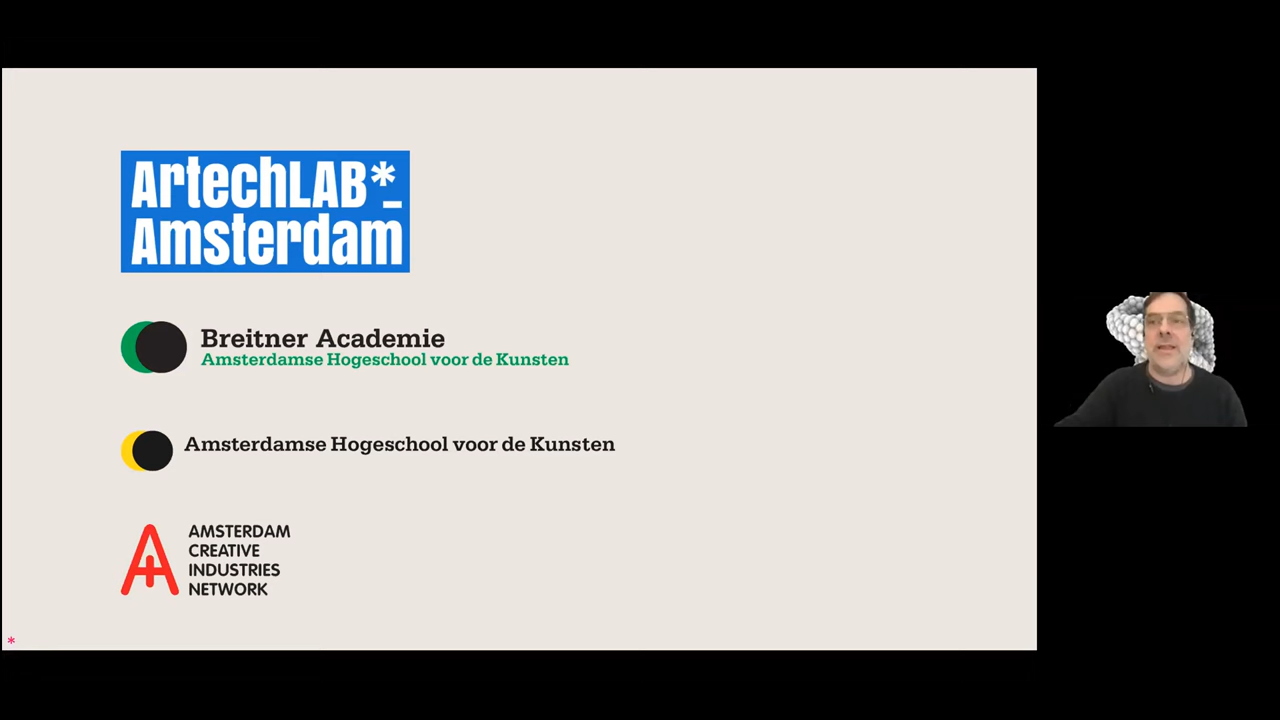 ArtechLAB*_
Amsterdam
Breitner Academie
Amsterdamse Hogeschool voor de Kunsten
Amsterdamse Hogeschool voor de Kunsten
AMSTERDAM
CREATIVE
INDUSTRIES
NETWORK
*